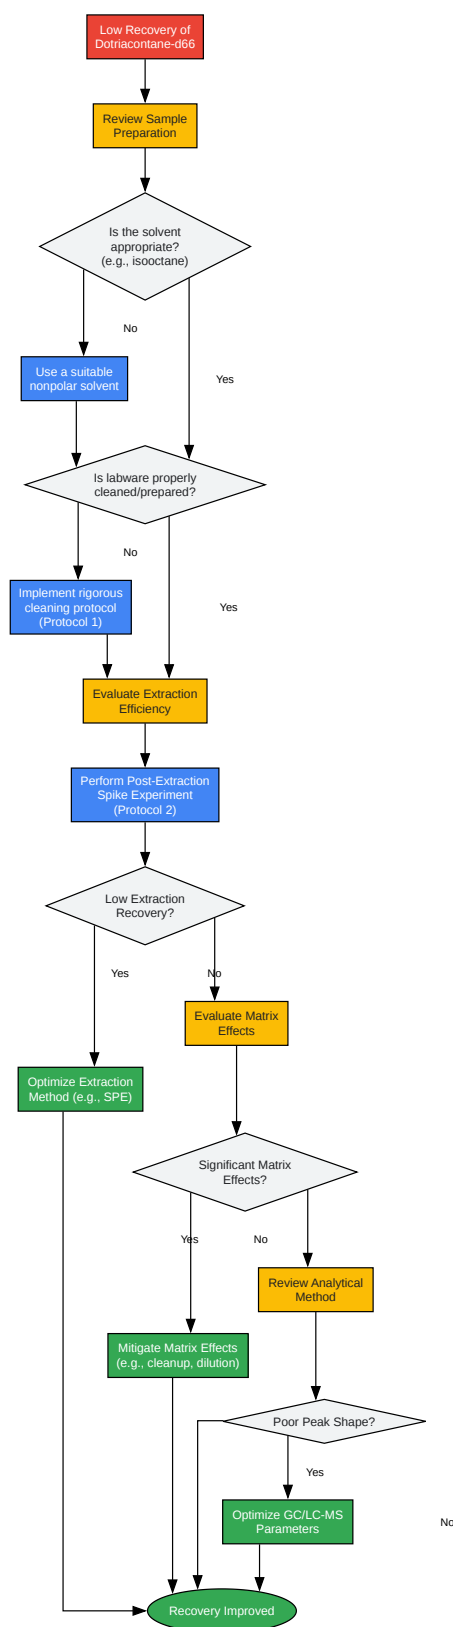 Low Recovery of
Dotriacontane-d66
Review Sample
Preparation
Is the solvent
appropriate?
(e.g., isooctane)
No
Use a suitable
nonpolar solvent
Yes
Is labware properly
cleaned/prepared?
No
Implement rigorous
cleaning protocol
(Protocol 1)
Yes
Evaluate Extraction
Efficiency
Perform Post-Extraction
Spike Experiment
(Protocol 2)
Low Extraction
Recovery?
Yes
No
Evaluate Matrix
Effects
Optimize Extraction
Method (e.g., SPE)
Significant Matrix
Effects?
Yes
No
Review Analytical
Method
Mitigate Matrix Effects
(e.g., cleanup, dilution)
Poor Peak Shape?
Yes
Optimize GC/LC-MS
Parameters
No
Recovery Improved